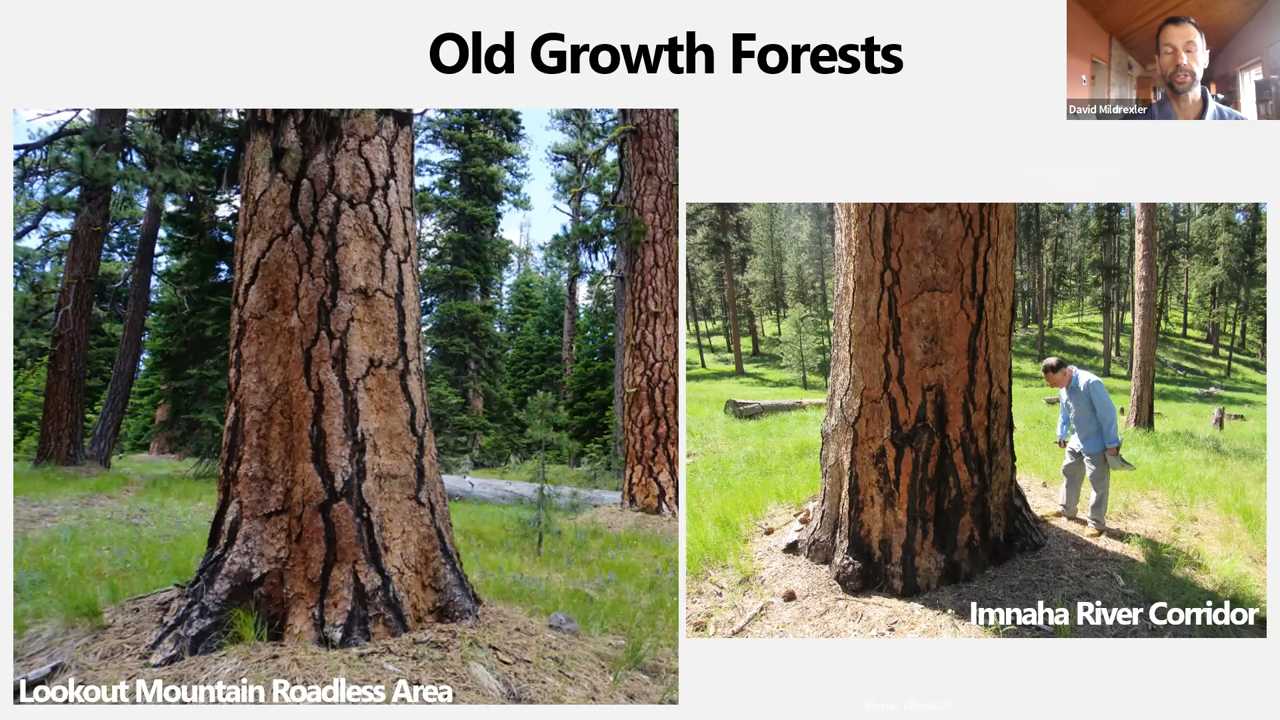 Old Growth Forests
David Mildrexler
Imnaha River Corridor
Lookout Mountain Roadless Area